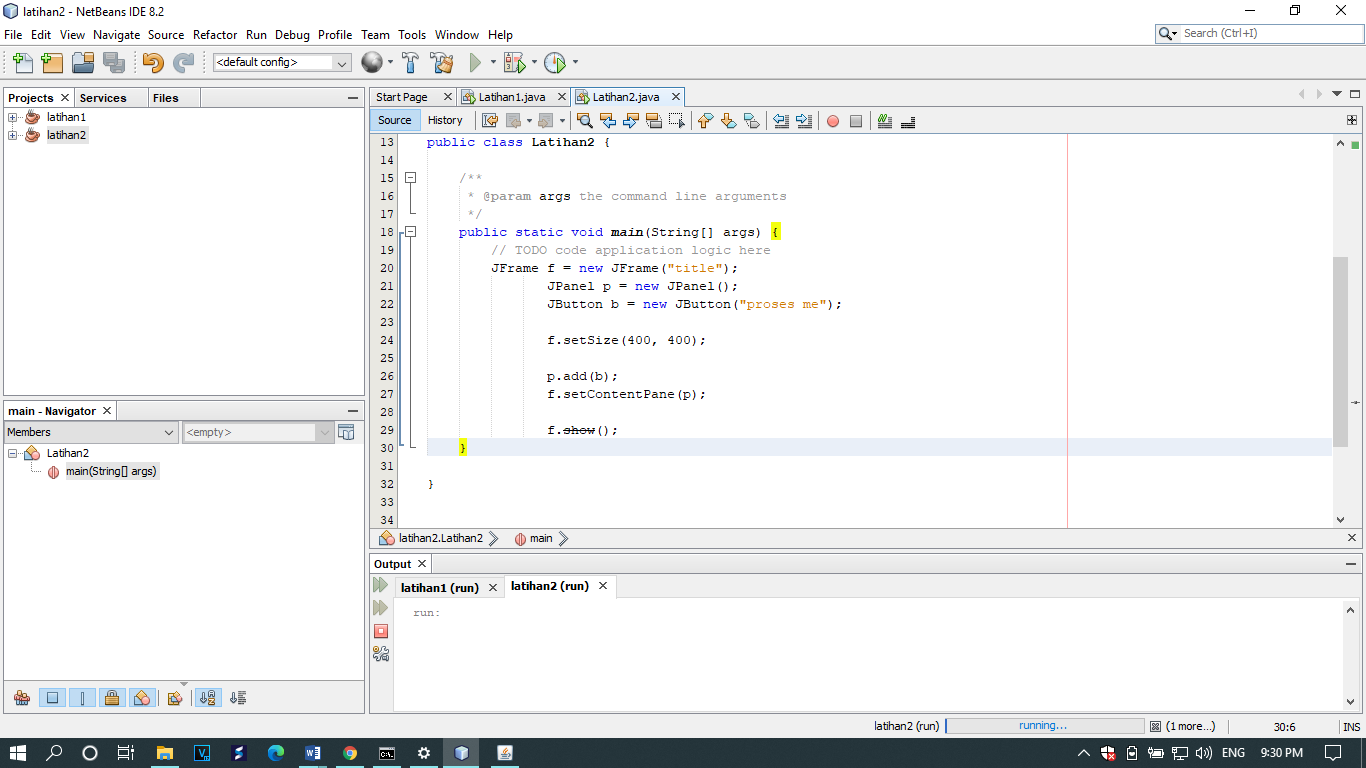 latihan2 - NetBeans IDE 8.2
File Edit View Navigate Source Refactor Run Debug Profile Team Tools Window Help
Search (Ctrl+I)
<default config>
Projects Services Files
latihan1
latihan2
main - Navigator
Members <empty>
Latihan2
main(String[] args)
Start Page Latihan1.java Latihan2.java
Source History
13 public class Latihan2 {
14
15 /**
16 * @param args the command line arguments
17 */
18 public static void main(String[] args) {
19 // TODO code application logic here
20 JFrame f = new JFrame("title");
21 JPanel p = new JPanel();
22 JButton b = new JButton("proses me");
23
24 f.setSize(400, 400);
25
26 p.add(b);
27 f.setContentPane(p);
28
29 f.show();
30 }
31
32 }
33
34
latihan2.Latihan2 main
Output
latihan1 (run) latihan2 (run)
run:
latihan2 (run) running... (1 more...) 30:6 INS
ENG 9:30 PM